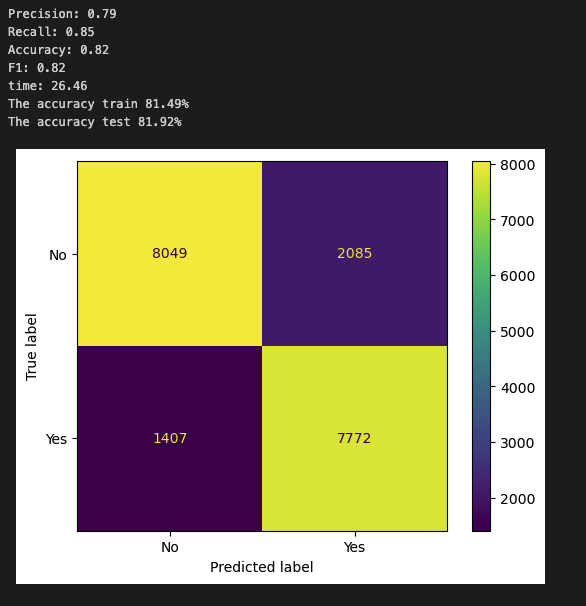 Precision: 0.79
Recall: 0.85
Accuracy: 0.82
F1: 0.82
time: 26.46
The accuracy train 81.49%
The accuracy test 81.92%
8000
7000
6000
5000
4000
3000
2000
True label
No
8049
2085
Yes
1407
7772
No
Yes
Predicted label